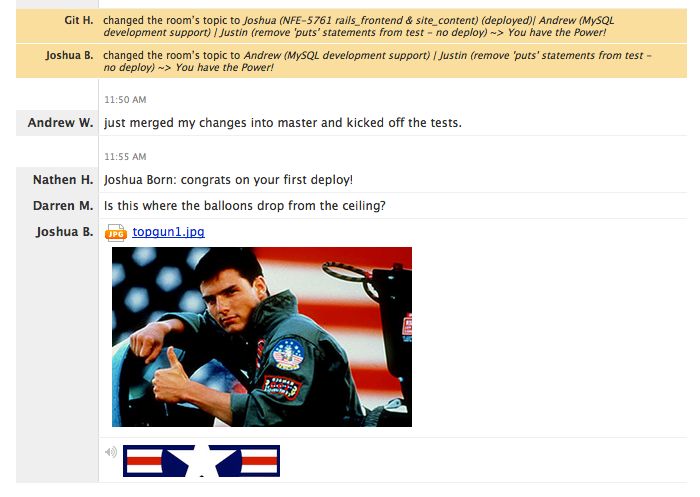 Git H. changed the room's topic to Joshua (NFE-5761 rails_frontend & site_content) (deployed)| Andrew (MySQL
development support) | Justin (remove 'puts' statements from test - no deploy) ~> You have the Power!
Joshua B. changed the room's topic to Andrew (MySQL development support) | Justin (remove 'puts' statements from test -
no deploy) ~> You have the Power!
11:50 AM
Andrew W. just merged my changes into master and kicked off the tests.
11:55 AM
Nathen H. Joshua Born: congrats on your first deploy!
Darren M. Is this where the balloons drop from the ceiling?
Joshua B. JPG topgun1.jpg